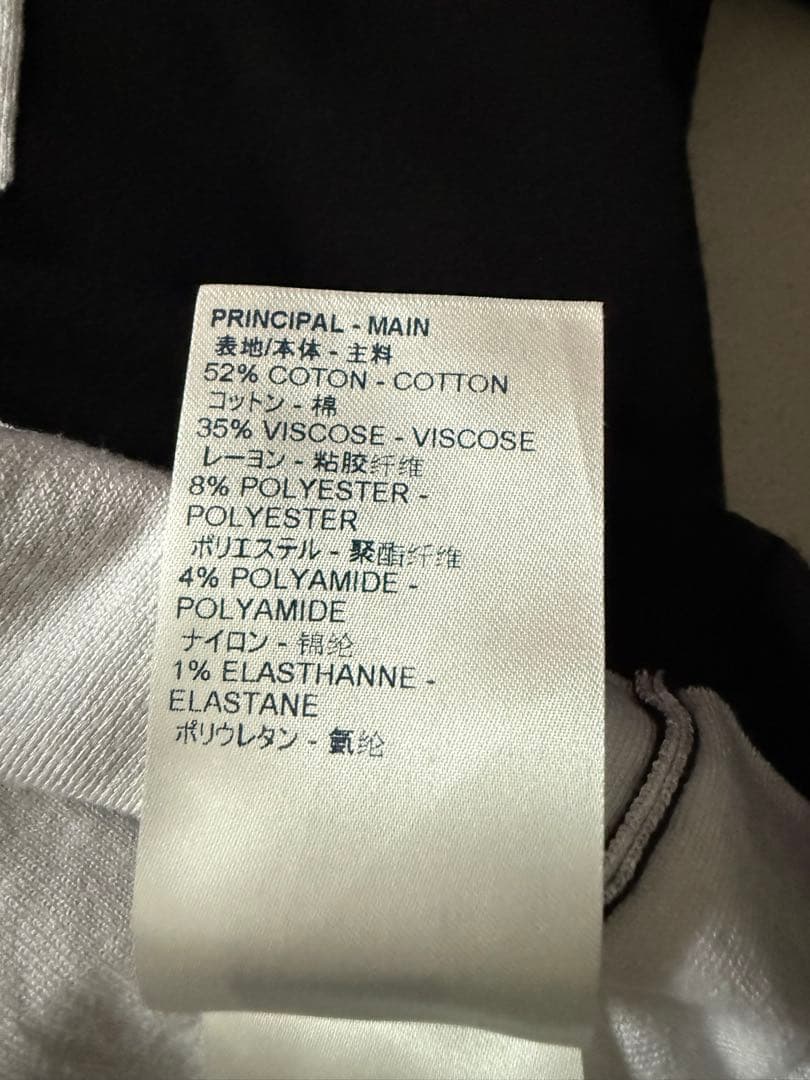 PRINCIPAL - MAIN
表地/本体 - 主料
52% COTON - COTTON
コットン - 棉
35% VISCOSE - VISCOSE
レーヨン - 粘胶纤维
8% POLYESTER -
POLYESTER
ポリエステル - 聚酯纤维
4% POLYAMIDE -
POLYAMIDE
ナイロン - 锦纶
1% ELASTHANNE -
ELASTANE
ポリウレタン - 氨纶